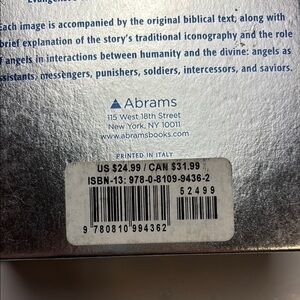 Each image is accompanied by the original biblical text, along with
brief explanation of the story's traditional iconography and the role
of angels in interactions between humanity and the divine: angels as
sistants, messengers, punishers, soldiers, intercessors, and saviors.
Abrams
115 West 18th Street
New York, NY 10011
www.abramsbooks.com
PRINTED IN ITALY
US $24.99 / CAN $31.99
ISBN-13: 978-0-8109-9436-2
52499
9 780810 994362